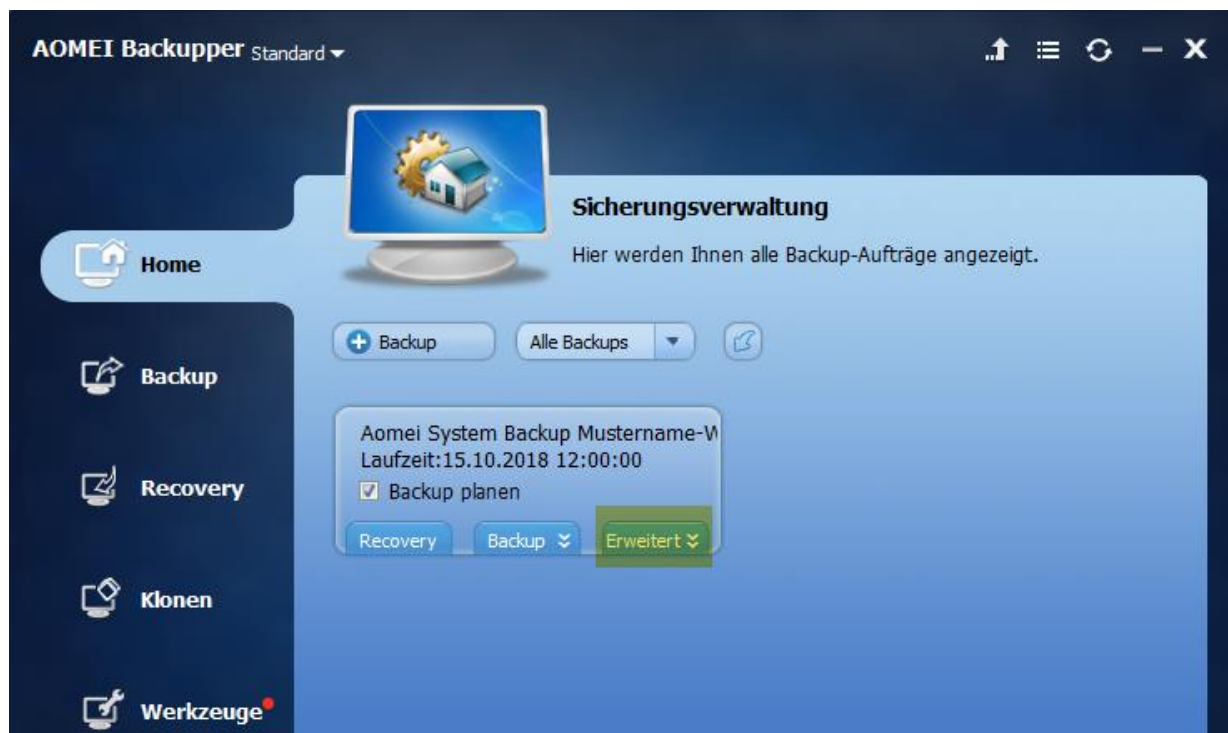 AOMEI Backupper Standard
Sicherungsverwaltung
Hier werden Ihnen alle Backup-Aufträge angezeigt.
Home
Backup
Recovery
Klonen
Werkzeuge
Backup
Alle Backups
Aomei System Backup Mustername-W
Laufzeit:15.10.2018 12:00:00
Backup planen
Recovery
Backup
Erweitert